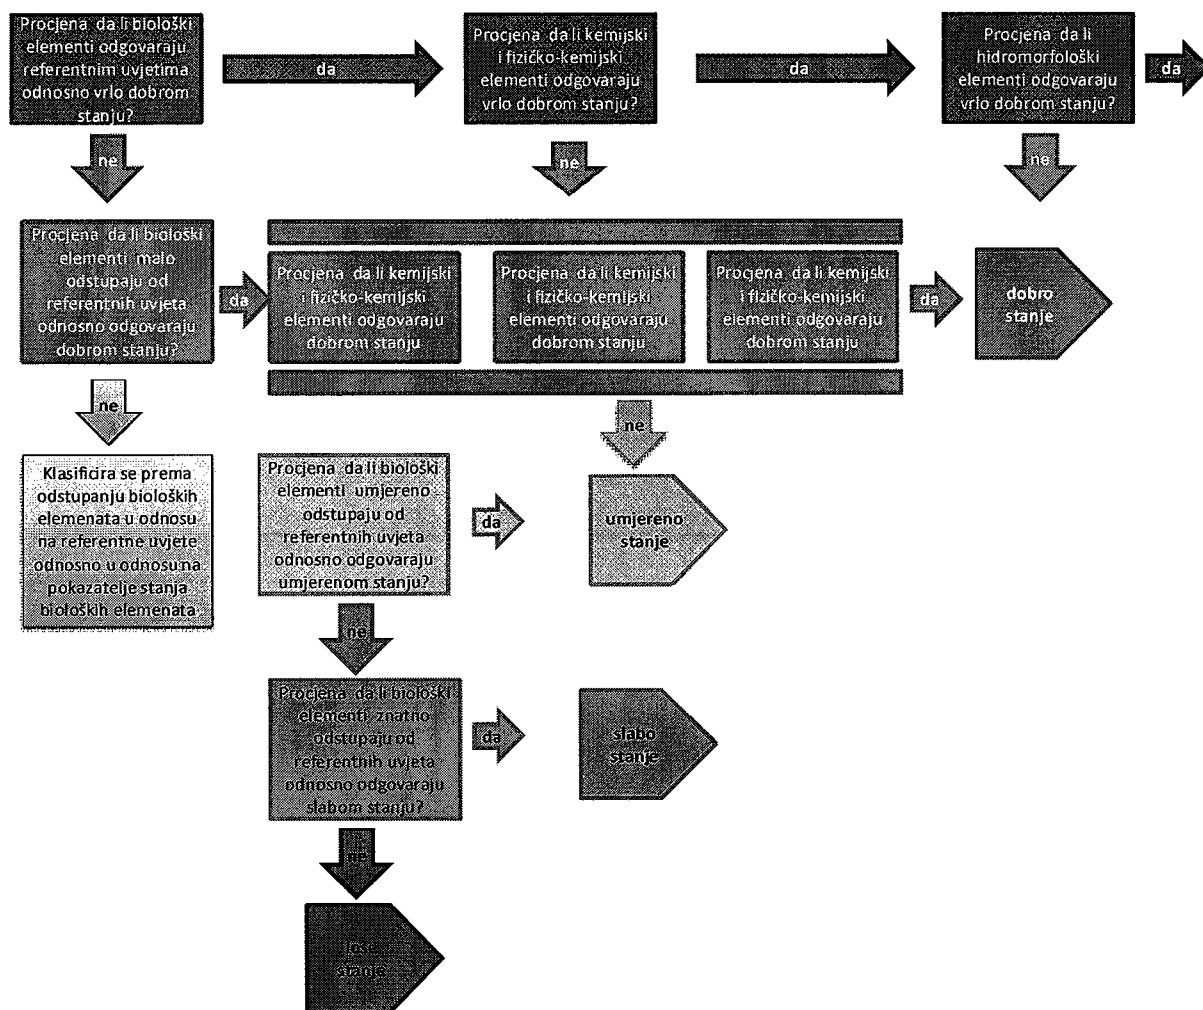 Procjena da li biološki
elementi odgovaraju
referentnim uvjetima
odnosno vrlo dobrom
stanju?
da
Procjena da li kemijski
i fizičko-kemijski
elementi odgovaraju
vrlo dobrom stanju?
da
Procjena da li
hidromorfološki
elementi odgovaraju
vrlo dobrom stanju?
da
ne
ne
ne
Procjena da li biološki
elementi malo
odstupaju od
referentnih uvjeta
odnosno odgovaraju
dobrom stanju?
da
Procjena da li kemijski
i fizičko-kemijski
elementi odgovaraju
dobrom stanju
Procjena da li kemijski
i fizičko-kemijski
elementi odgovaraju
dobrom stanju
Procjena da li kemijski
i fizičko-kemijski
elementi odgovaraju
dobrom stanju
da
dobro
stanje
ne
ne
Klasificira se prema
odstupanju bioloških
elemenata u odnosu
na referentne uvjete
odnosno u odnosu na
pokazatelje stanja
bioloških elemenata
Procjena da li biološki
elementi umjereno
odstupaju od
referentnih uvjeta
odnosno odgovaraju
umjerenom stanju?
da
umjereno
stanje
ne
Procjena da li biološki
elementi znatno
odstupaju od
referentnih uvjeta
odnosno odgovaraju
slabom stanju?
da
slabo
stanje
ne
loše
stanje